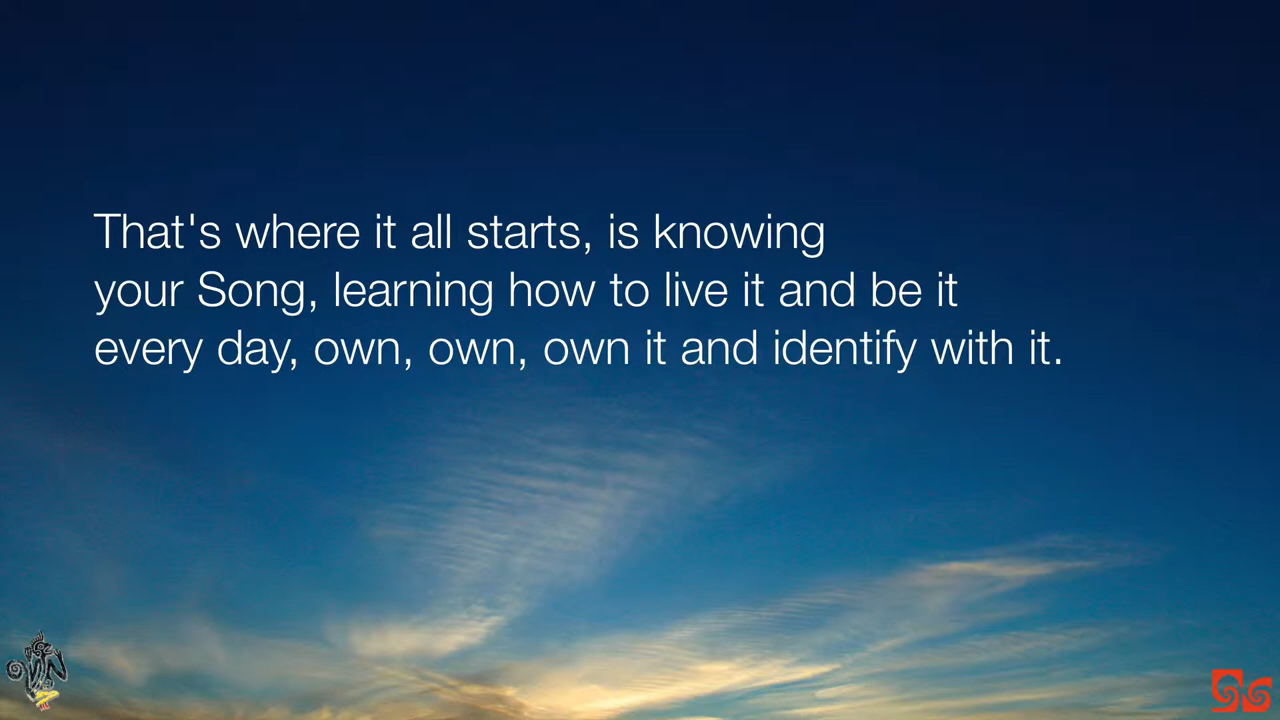 That's where it all starts, is knowing
your Song, learning how to live it and be it
every day, own, own, own it and identify with it.